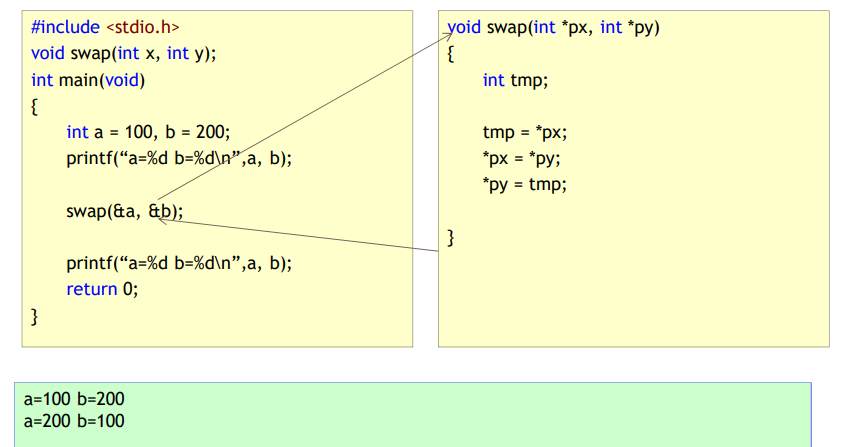 #include <stdio.h>
void swap(int x, int y);
int main(void)
{
int a = 100, b = 200;
printf(“a=%d b=%d\n”,a, b);
swap(&a, &b);
printf(“a=%d b=%d\n”,a, b);
return 0;
}
void swap(int *px, int *py)
{
int tmp;
tmp = *px;
*px = *py;
*py = tmp;
}
a=100 b=200
a=200 b=100